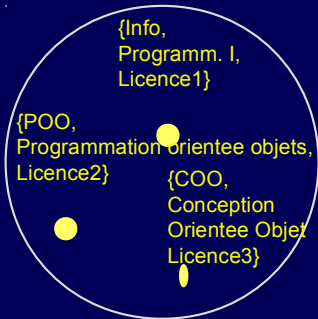 {Info,
Programm. I,
Licence1}
{POO,
Programmation orientee objets,
Licence2}
{COO,
Conception
Orientee Objet
Licence3}